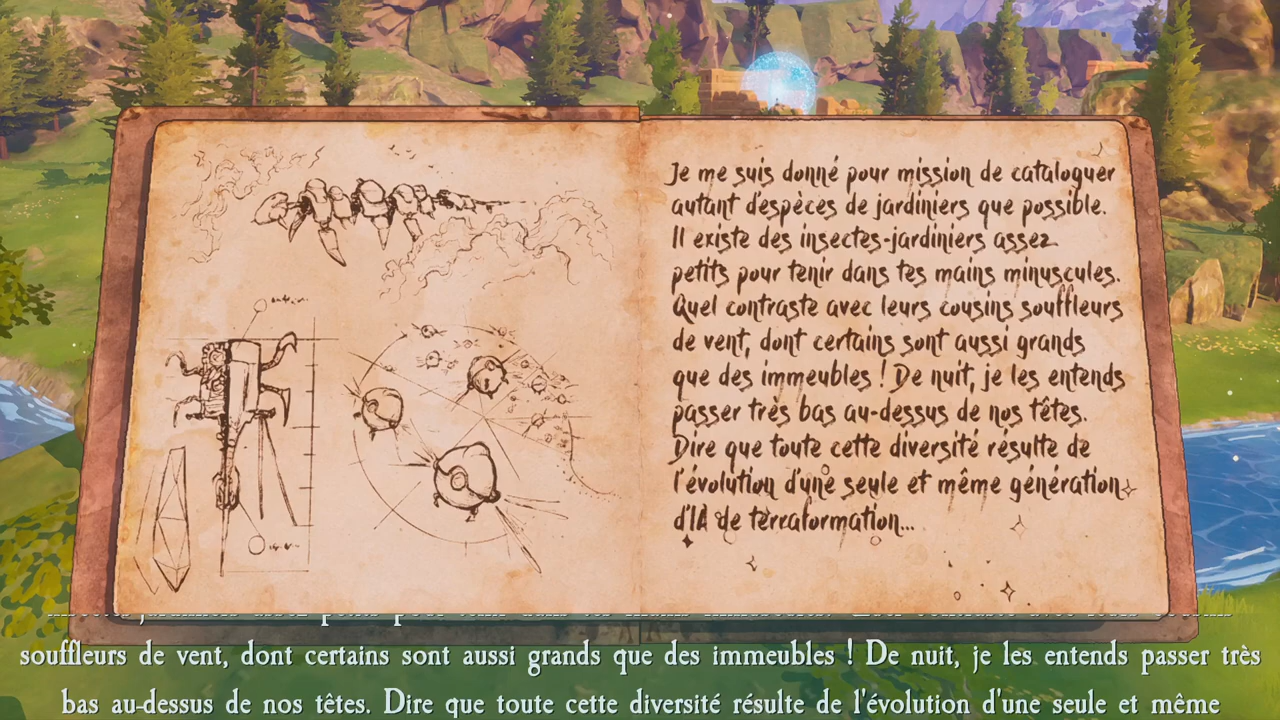 Je me suis donné pour mission de cataloguer
autant d'espèces de jardiniers que possible.
Il existe des insectes-jardiniers assez
petits pour tenir dans tes mains minuscules.
Quel contraste avec leurs cousins souffleurs
de vent, dont certains sont aussi grands
que des immeubles ! De nuit, je les entends
passer très bas au-dessus de nos têtes.
Dire que toute cette diversité résulte de
l'évolution d'une seule et même génération
d'IA de terraformation...
souffleurs de vent, dont certains sont aussi grands que des immeubles ! De nuit, je les entends passer très
bas au-dessus de nos têtes. Dire que toute cette diversité résulte de l'évolution d'une seule et même